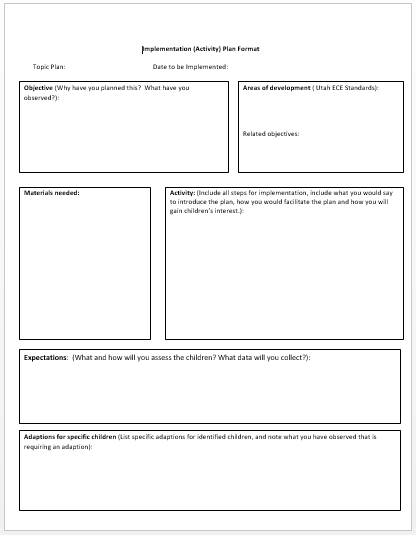 Implementation (Activity) Plan Format
Topic Plan: Date to be Implemented:
Objective (Why have you planned this? What have you
observed?):
Areas of development ( Utah ECE Standards):
Related objectives:
Materials needed:
Activity: (Include all steps for implementation, include what you would say
to introduce the plan, how you would facilitate the plan and how you will
gain children's interest.):
Expectations: (What and how will you assess the children? What data will you collect?):
Adaptions for specific children (List specific adaptions for identified children, and note what you have observed that is
requiring an adaption):